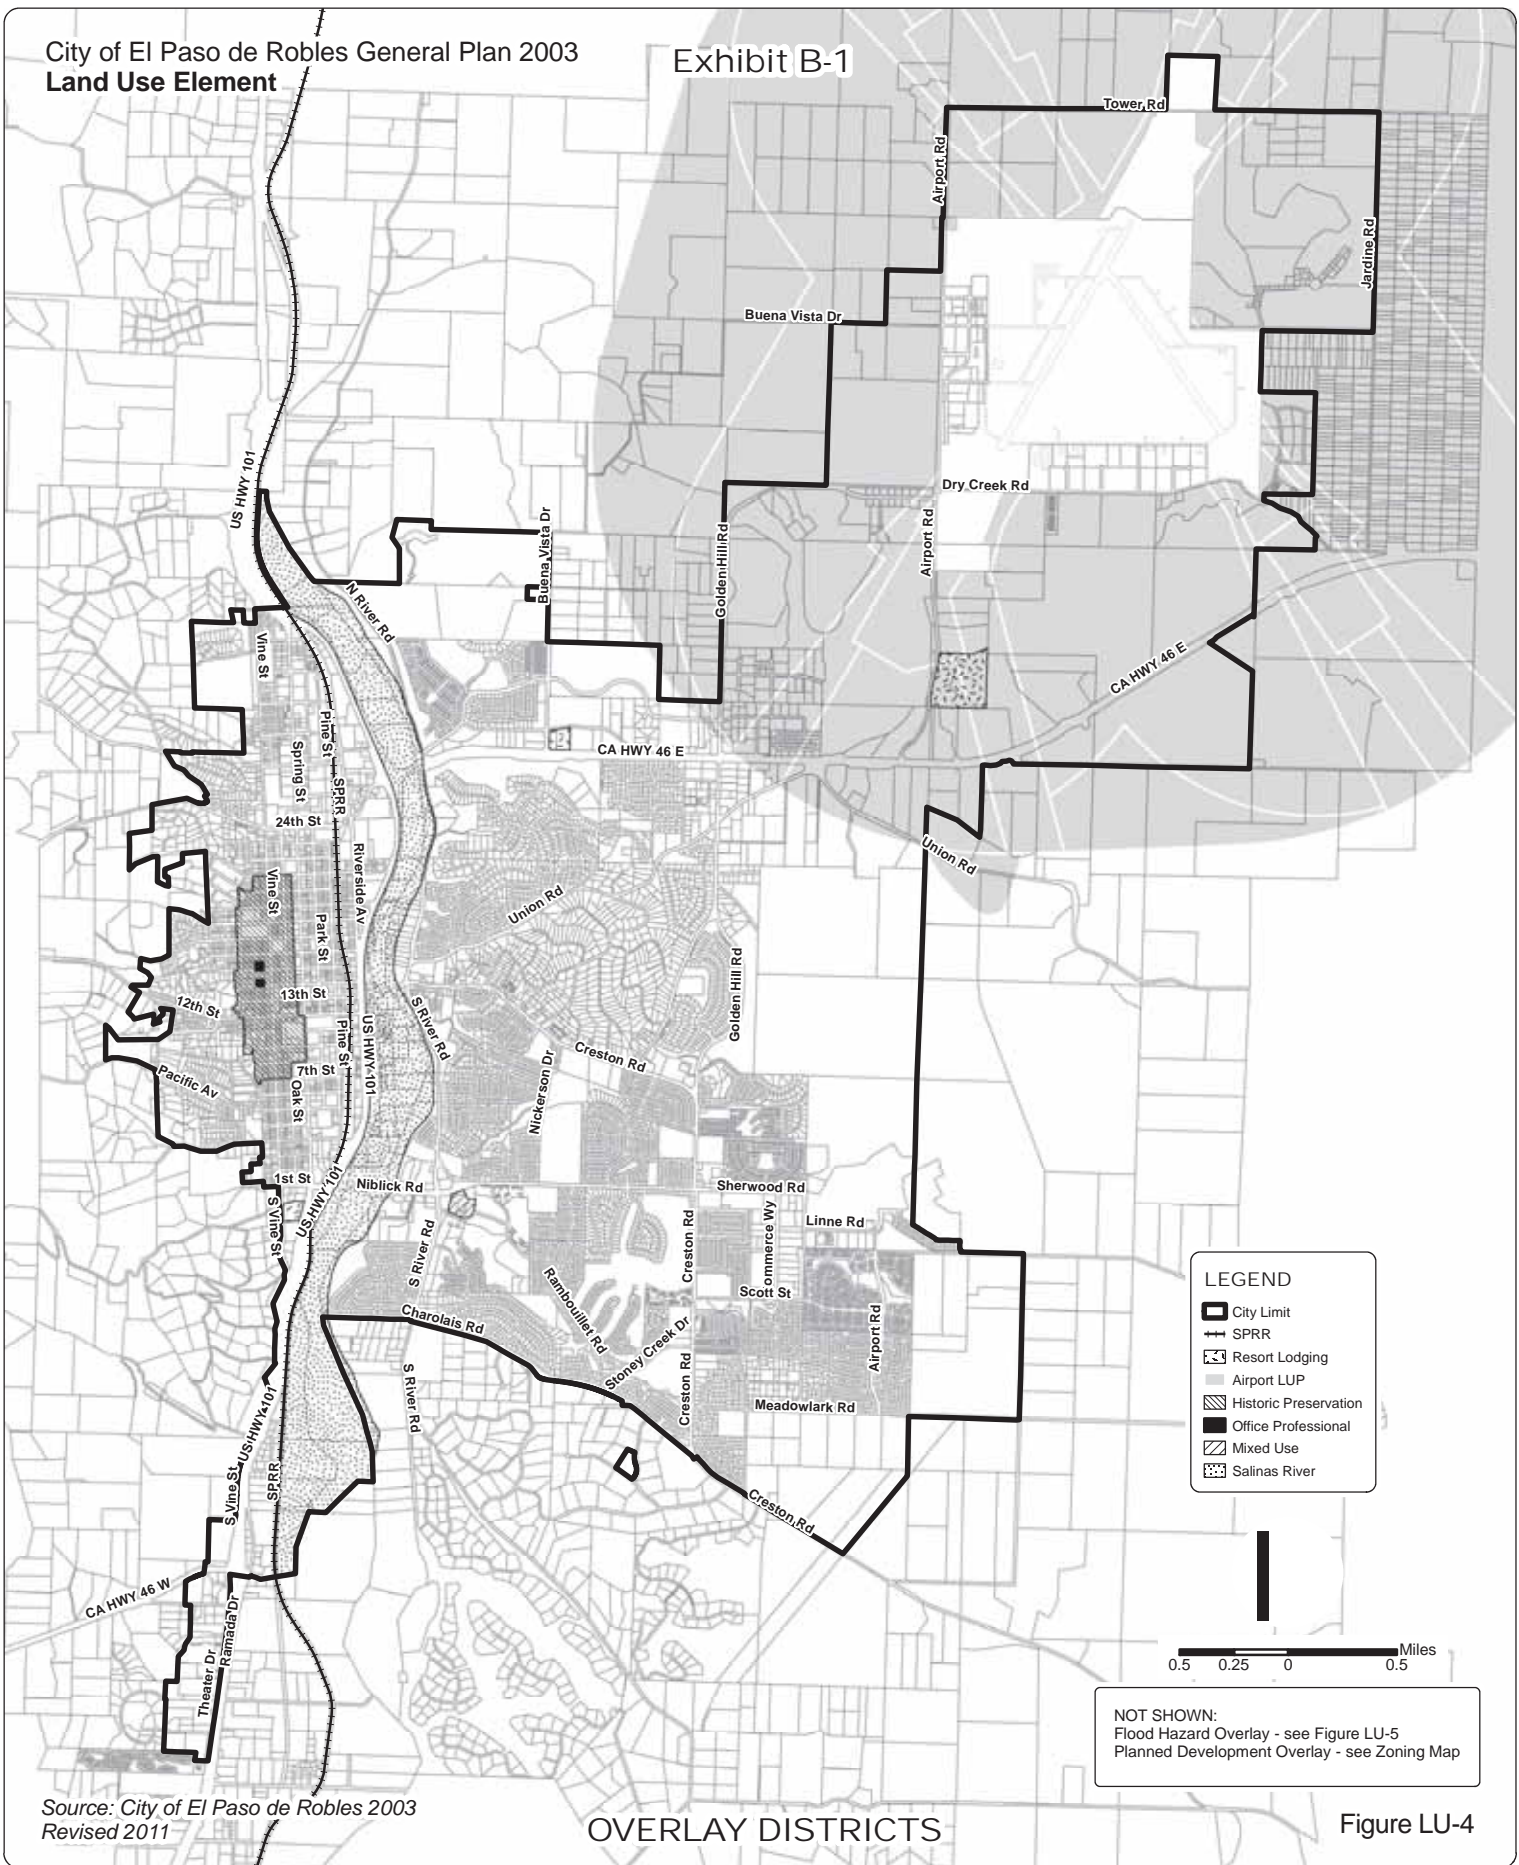 City of El Paso de Robles General Plan 2003
Land Use Element
Exhibit B-1
Tower Rd
Airport Rd
Jardine Rd
Buena Vista Dr
US HWY 101
Dry Creek Rd
Buena Vista Dr
Golden Hill Rd
Airport Rd
N River Rd
Vine St
CA HWY 46 E
Pine St
Spring St
CA HWY 46 E
SPRR
24th St
Union Rd
Riverside Av
Vine St
Union Rd
Park St
Golden Hill Rd
13th St
12th St
S River Rd
Pine St
US HWY 101
Creston Rd
Nickerson Dr
7th St
Pacific Av
Oak St
1st St
Niblick Rd
Sherwood Rd
US HWY 101
S Vine St
Commerce Wy
Linne Rd
S River Rd
Creston Rd
Scott St
Rambouillet Rd
Charolais Rd
Airport Rd
Stoney Creek Dr
S River Rd
Creston Rd
Meadowlark Rd
US HWY 101
S Vine St
SPRR
Creston Rd
CA HWY 46 W
Ramada Dr
Theater Dr
LEGEND
City Limit
SPRR
Resort Lodging
Airport LUP
Historic Preservation
Office Professional
Mixed Use
Salinas River
Miles
0.5 0.25 0 0.5
NOT SHOWN:
Flood Hazard Overlay - see Figure LU-5
Planned Development Overlay - see Zoning Map
Source: City of El Paso de Robles 2003
Revised 2011
OVERLAY DISTRICTS
Figure LU-4